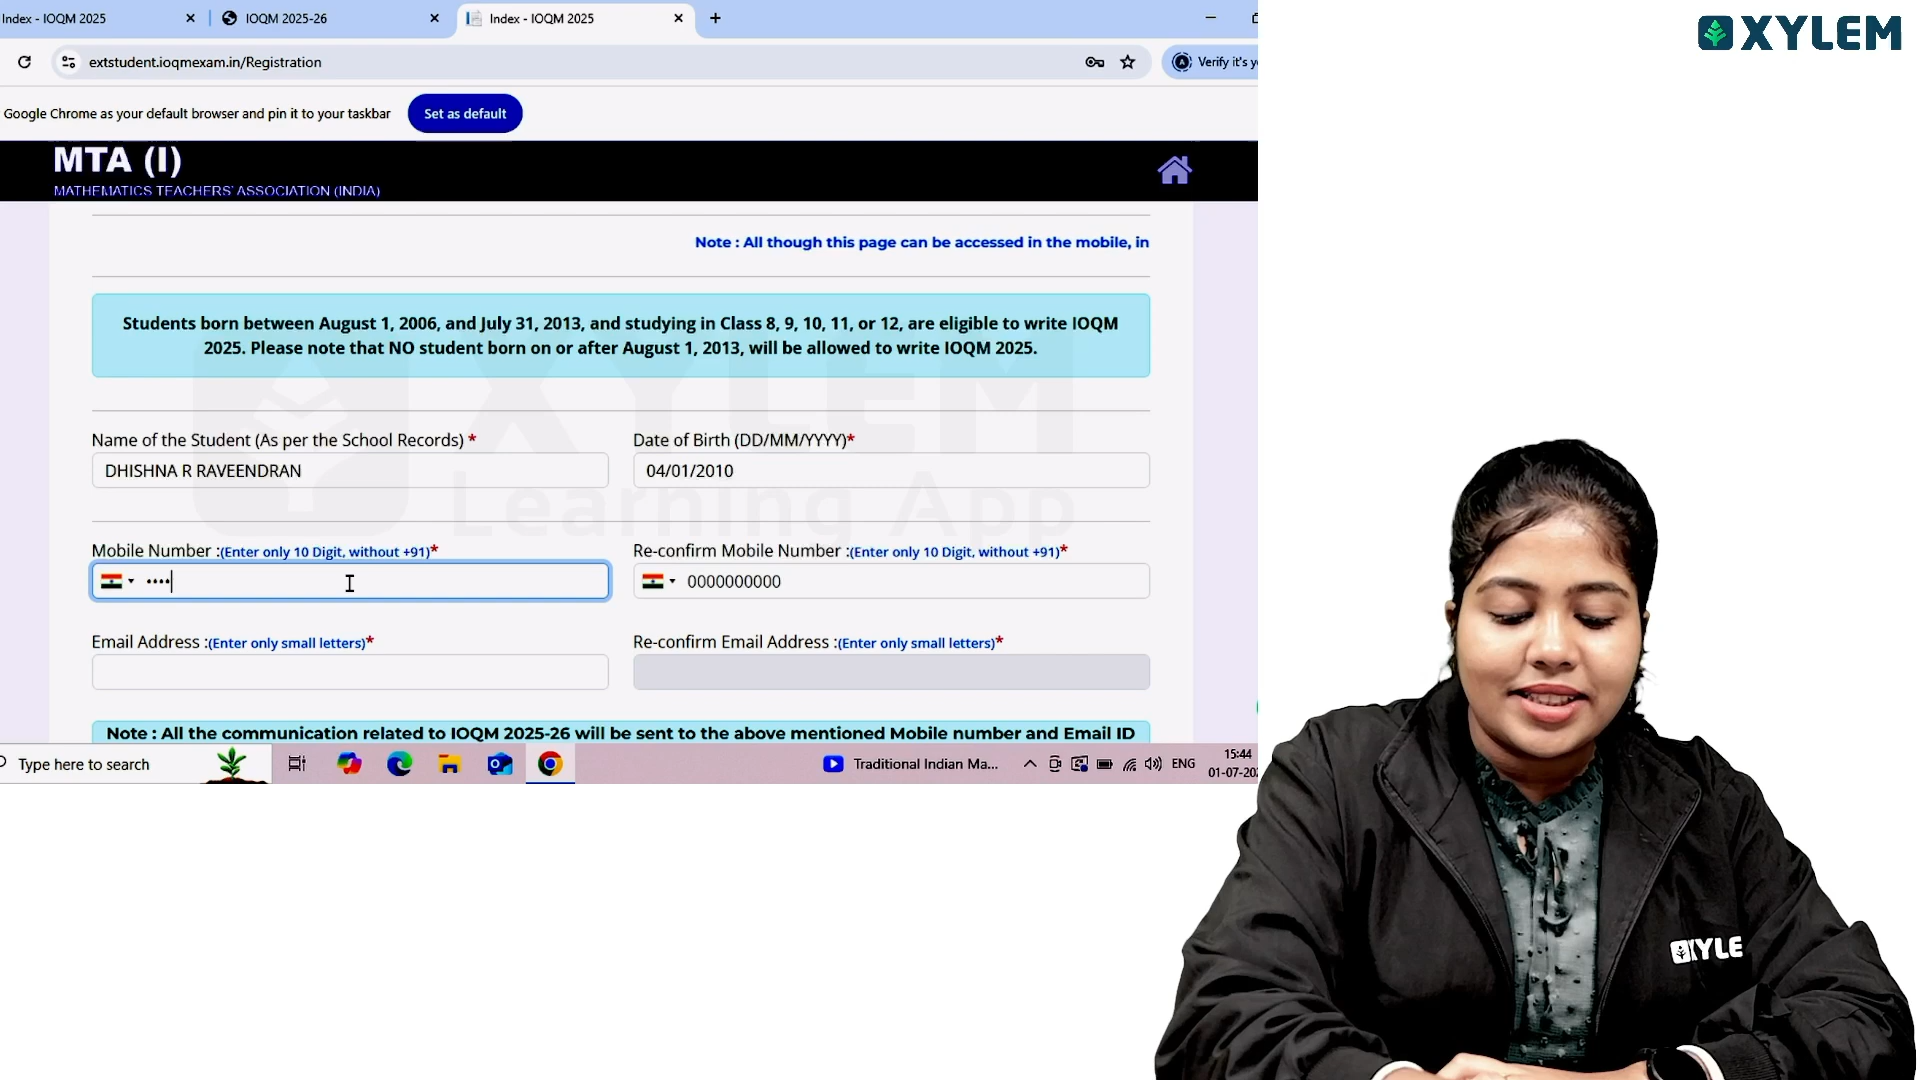 Index - IOQM 2025
IOQM 2025-26
Index - IOQM 2025
XYLEM
extstudent.ioqmexam.in/Registration
Verify it's y
Google Chrome as your default browser and pin it to your taskbar
Set as default
MTA (I)
MATHEMATICS TEACHERS' ASSOCIATION (INDIA)
Note : All though this page can be accessed in the mobile, in
Students born between August 1, 2006, and July 31, 2013, and studying in Class 8, 9, 10, 11, or 12, are eligible to write IOQM
2025. Please note that NO student born on or after August 1, 2013, will be allowed to write IOQM 2025.
XYLEM
Learning App
Name of the Student (As per the School Records) *
Date of Birth (DD/MM/YYYY)*
DHISHNA R RAVEENDRAN
04/01/2010
Mobile Number :(Enter only 10 Digit, without +91)*
Re-confirm Mobile Number :(Enter only 10 Digit, without +91)*
••••
0000000000
Email Address :(Enter only small letters)*
Re-confirm Email Address :(Enter only small letters)*
Note : All the communication related to IOQM 2025-26 will be sent to the above mentioned Mobile number and Email ID
Type here to search
Traditional Indian Ma...
ENG
15:44
01-07-202
XYLE